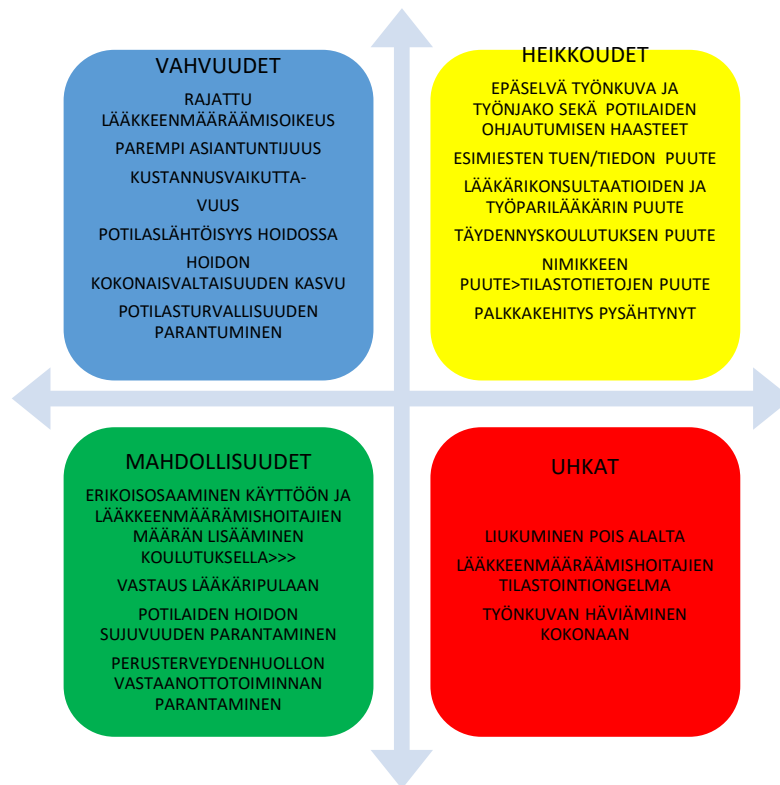 VAHVUUDET
RAJATTU
LÄÄKKEENMÄÄRÄÄMISOIKEUS
PAREMPI ASIANTUNTIJUUS
KUSTANNUSVAIKUTTA-
VUUS
POTILASLÄHTÖISYYS HOIDOSSA
HOIDON
KOKONAISVALTAISUUDEN KASVU
POTILASTURVALLISUUDEN
PARANTUMINEN
HEIKKOUDET
EPÄSELVÄ TYÖNKUVA JA
TYÖNJAKO SEKÄ POTILAIDEN
OHJAUTUMISEN HAASTEET
ESIMIESTEN TUEN/TIEDON PUUTE
LÄÄKÄRIKONSULTAATIOIDEN JA
TYÖPARILÄÄKÄRIN PUUTE
TÄYDENNYSKOULUTUKSEN PUUTE
NIMIKKEEN
PUUTE>TILASTOTIETOJEN PUUTE
PALKKAKEHITYS PYSÄHTYNYT
MAHDOLLISUUDET
ERIKOISOSAAMINEN KÄYTTÖÖN JA
LÄÄKKEENMÄÄRÄMISHOITAJIEN
MÄÄRÄN LISÄÄMINEN
KOULUTUKSELLA>>>
VASTAUS LÄÄKÄRIPULAAN
POTILAIDEN HOIDON
SUJUVUUDEN PARANTAMINEN
PERUSTERVEYDENHUOLLON
VASTAANOTTOTOIMINNAN
PARANTAMINEN
UHKAT
LIUKUMINEN POIS ALALTA
LÄÄKKEENMÄÄRÄÄMISHOITAJIEN
TILASTOINTIONGELMA
TYÖNKUVAN HÄVIÄMINEN
KOKONAAN